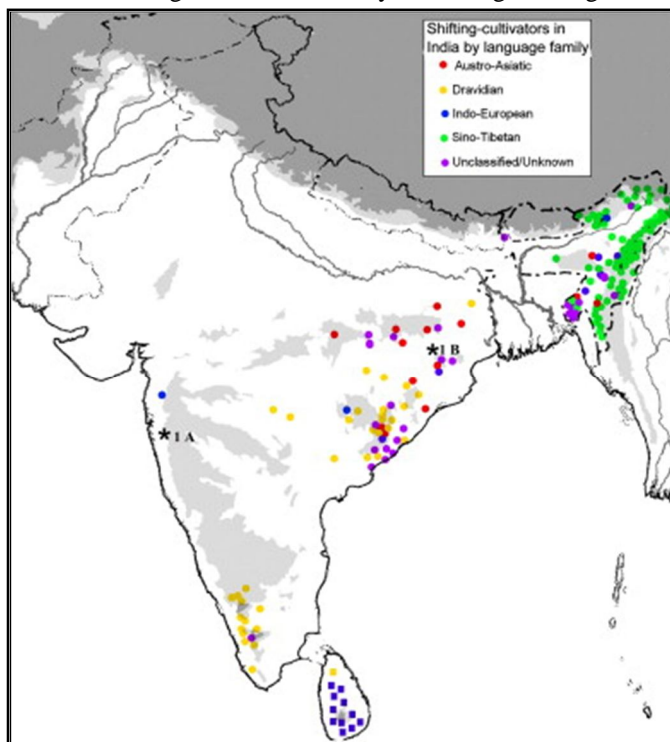 Shifting-cultivators in
India by language family
Austro-Asiatic
Dravidian
Indo-European
Sino-Tibetan
Unclassified/Unknown
*1 B
*1 A